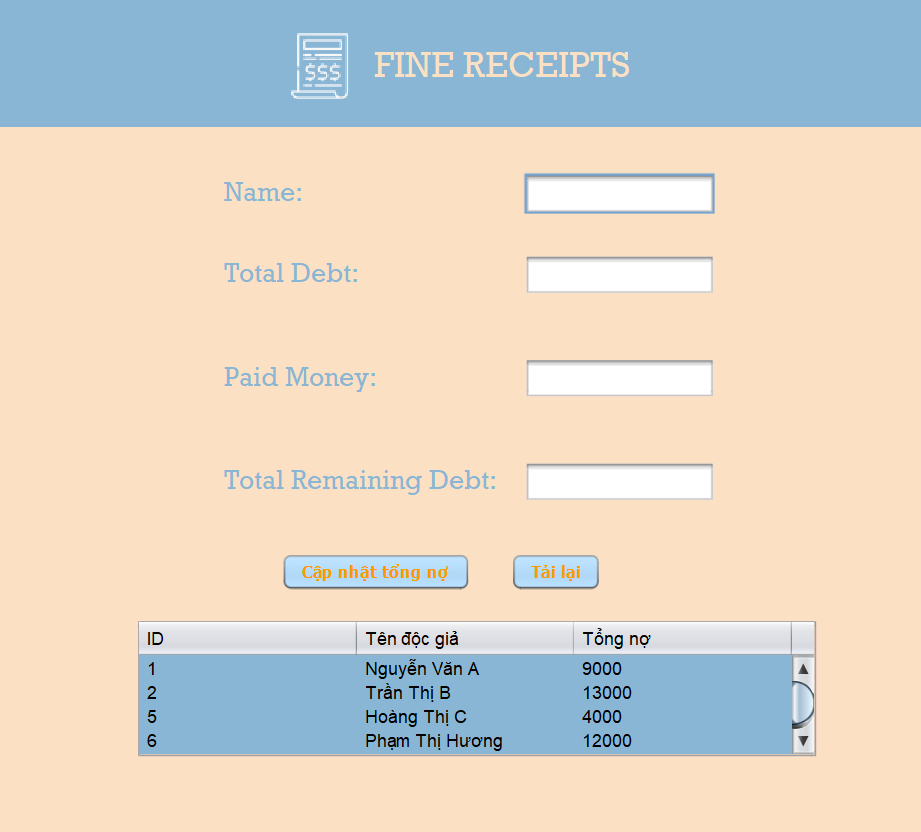 $$$
FINE RECEIPTS
Name:
Total Debt:
Paid Money:
Total Remaining Debt:
Cập nhật tổng nợ
Tải lại
ID Tên độc giả Tổng nợ
1 Nguyễn Văn A 9000
2 Trần Thị B 13000
5 Hoàng Thị C 4000
6 Phạm Thị Hương 12000